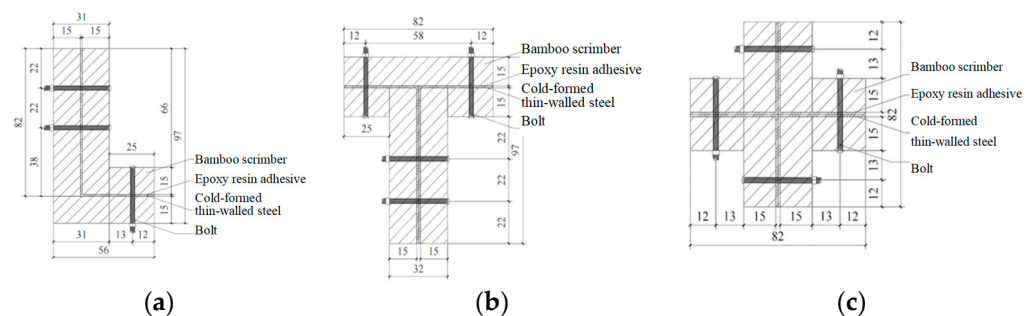 31
15
15
22
22
82
38
66
97
25
15
15
Bamboo scrimber
Epoxy resin adhesive
Cold-formed
thin-walled steel
Bolt
31
13
12
56
(a)
82
12
58
12
15
15
Bamboo scrimber
Epoxy resin adhesive
Cold-formed
thin-walled steel
Bolt
25
22
22
22
97
15
15
32
(b)
12
13
15
15
13
12
82
Bamboo scrimber
Epoxy resin adhesive
Cold-formed
thin-walled steel
Bolt
12
13
15
15
13
12
82
(c)